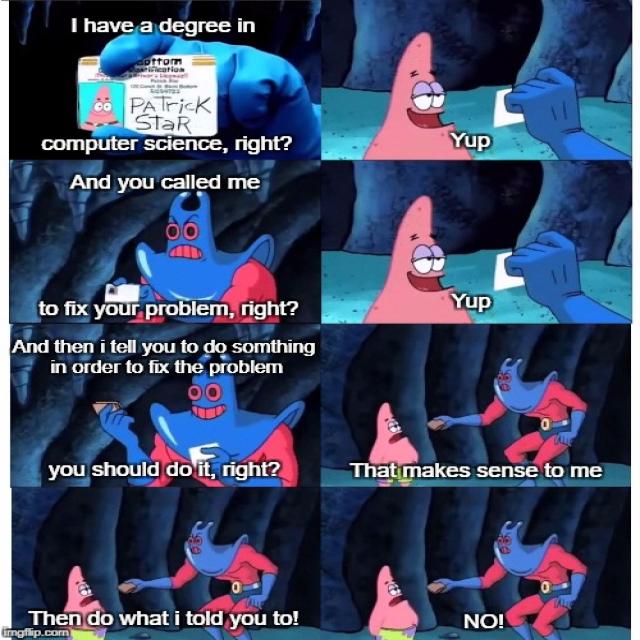 I have a degree in
PATRICK
STAR
computer science, right?
Yup
And you called me
to fix your problem, right?
Yup
And then i tell you to do somthing
in order to fix the problem
you should do it, right?
That makes sense to me
Then do what i told you to!
NO!
imgflip.com